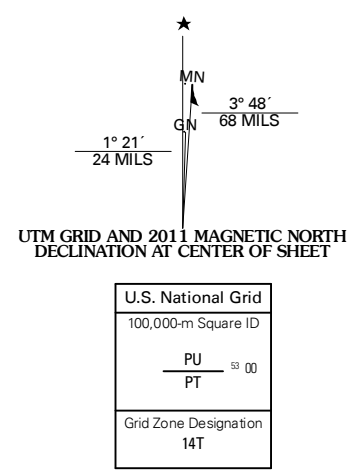 ★
MN
3° 48´
68 MILS
GN
1° 21´
24 MILS
UTM GRID AND 2011 MAGNETIC NORTH
DECLINATION AT CENTER OF SHEET
U.S. National Grid
100,000-m Square ID
PU
53 00
PT
Grid Zone Designation
14T